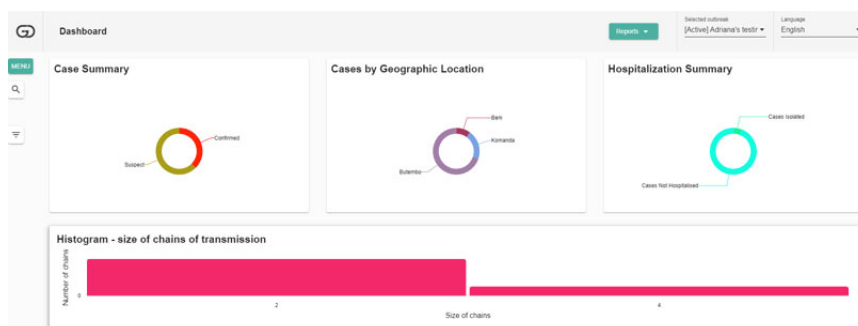 Dashboard
Reports
Selected outbreak
[Active] Adriana's testir
Language
English
MENU
Case Summary
Confirmed
Suspect
Cases by Geographic Location
Beni
Komanda
Butembo
Hospitalization Summary
Cases Isolated
Cases Not Hospitalised
Histogram - size of chains of transmission
Number of chains
0
2
4
Size of chains